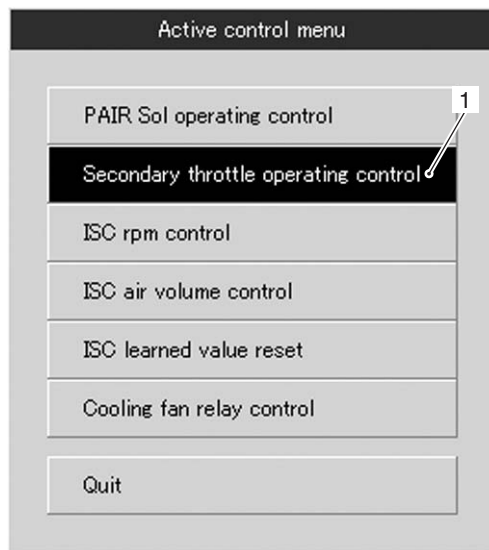 Active control menu
1
PAIR Sol operating control
Secondary throttle operating control
ISC rpm control
ISC air volume control
ISC learned value reset
Cooling fan relay control
Quit